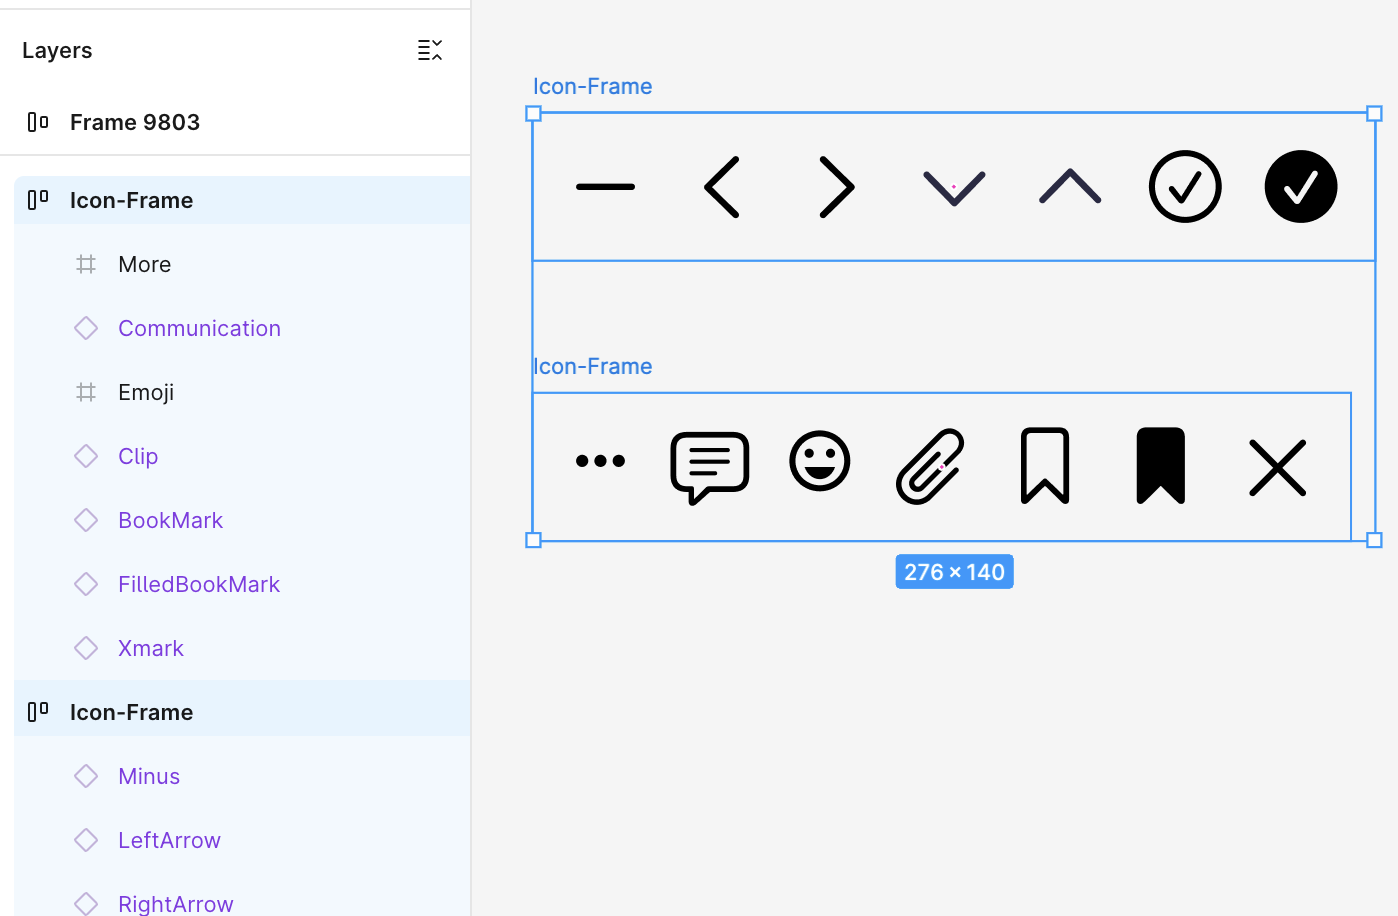 Layers
Frame 9803
Icon-Frame
More
Communication
Emoji
Clip
BookMark
FilledBookMark
Xmark
Icon-Frame
Minus
LeftArrow
RightArrow
Icon-Frame
Icon-Frame
276 × 140